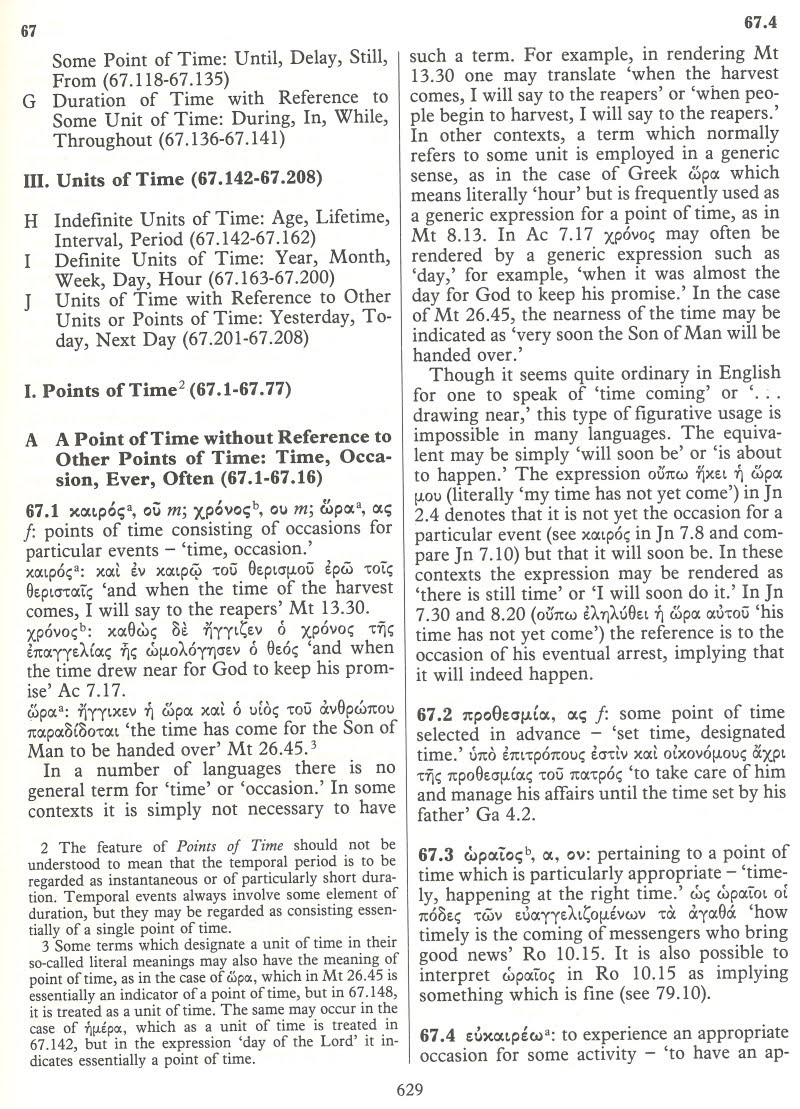 67
67.4
Some Point of Time: Until, Delay, Still,
From (67.118-67.135)
G Duration of Time with Reference to
Some Unit of Time: During, In, While,
Throughout (67.136-67.141)
III. Units of Time (67.142-67.208)
H Indefinite Units of Time: Age, Lifetime,
Interval, Period (67.142-67.162)
I Definite Units of Time: Year, Month,
Week, Day, Hour (67.163-67.200)
J Units of Time with Reference to Other
Units or Points of Time: Yesterday, To-
day, Next Day (67.201-67.208)
I. Points of Time² (67.1-67.77)
A A Point of Time without Reference to
Other Points of Time: Time, Occa-
sion, Ever, Often (67.1-67.16)
67.1 καιρόςᵃ, οῦ m; χρόνοςᵇ, ου m; ὥραᵃ, ας
f: points of time consisting of occasions for
particular events – ‘time, occasion.’
καιρόςᵃ: καὶ ἐν καιρῷ τοῦ θερισμοῦ ἐρῶ τοῖς
θερισταῖς ‘and when the time of the harvest
comes, I will say to the reapers’ Mt 13.30.
χρόνοςᵇ: καθὼς δὲ ἤγγιζεν ὁ χρόνος τῆς
ἐπαγγελίας ἧς ὡμολόγησεν ὁ θεός ‘and when
the time drew near for God to keep his prom-
ise’ Ac 7.17.
ὥραᵃ: ἤγγικεν ἡ ὥρα καὶ ὁ υἱὸς τοῦ ἀνθρώπου
παραδίδοται ‘the time has come for the Son of
Man to be handed over’ Mt 26.45.³
In a number of languages there is no
general term for ‘time’ or ‘occasion.’ In some
contexts it is simply not necessary to have
2 The feature of Points of Time should not be
understood to mean that the temporal period is to be
regarded as instantaneous or of particularly short dura-
tion. Temporal events always involve some element of
duration, but they may be regarded as consisting essen-
tially of a single point of time.
3 Some terms which designate a unit of time in their
so-called literal meanings may also have the meaning of
point of time, as in the case of ὥρα, which in Mt 26.45 is
essentially an indicator of a point of time, but in 67.148,
it is treated as a unit of time. The same may occur in the
case of ἡμέρα, which as a unit of time is treated in
67.142, but in the expression ‘day of the Lord’ it in-
dicates essentially a point of time.
such a term. For example, in rendering Mt
13.30 one may translate ‘when the harvest
comes, I will say to the reapers’ or ‘when peo-
ple begin to harvest, I will say to the reapers.’
In other contexts, a term which normally
refers to some unit is employed in a generic
sense, as in the case of Greek ὥρα which
means literally ‘hour’ but is frequently used as
a generic expression for a point of time, as in
Mt 8.13. In Ac 7.17 χρόνος may often be
rendered by a generic expression such as
‘day,’ for example, ‘when it was almost the
day for God to keep his promise.’ In the case
of Mt 26.45, the nearness of the time may be
indicated as ‘very soon the Son of Man will be
handed over.’
Though it seems quite ordinary in English
for one to speak of ‘time coming’ or ‘. . .
drawing near,’ this type of figurative usage is
impossible in many languages. The equiva-
lent may be simply ‘will soon be’ or ‘is about
to happen.’ The expression οὔπω ἥκει ἡ ὥρα
μου (literally ‘my time has not yet come’) in Jn
2.4 denotes that it is not yet the occasion for a
particular event (see καιρός in Jn 7.8 and com-
pare Jn 7.10) but that it will soon be. In these
contexts the expression may be rendered as
‘there is still time’ or ‘I will soon do it.’ In Jn
7.30 and 8.20 (οὔπω ἐληλύθει ἡ ὥρα αὐτοῦ ‘his
time has not yet come’) the reference is to the
occasion of his eventual arrest, implying that
it will indeed happen.
67.2 προθεσμία, ας f: some point of time
selected in advance – ‘set time, designated
time.’ ὑπὸ ἐπιτρόπους ἐστὶν καὶ οἰκονόμους ἄχρι
τῆς προθεσμίας τοῦ πατρός ‘to take care of him
and manage his affairs until the time set by his
father’ Ga 4.2.
67.3 ὡραῖοςᵇ, α, ον: pertaining to a point of
time which is particularly appropriate – ‘time-
ly, happening at the right time.’ ὡς ὡραῖοι οἱ
πόδες τῶν εὐαγγελιζομένων τὰ ἀγαθά ‘how
timely is the coming of messengers who bring
good news’ Ro 10.15. It is also possible to
interpret ὡραῖος in Ro 10.15 as implying
something which is fine (see 79.10).
67.4 εὐκαιρέωᵃ: to experience an appropriate
occasion for some activity – ‘to have an ap-
629